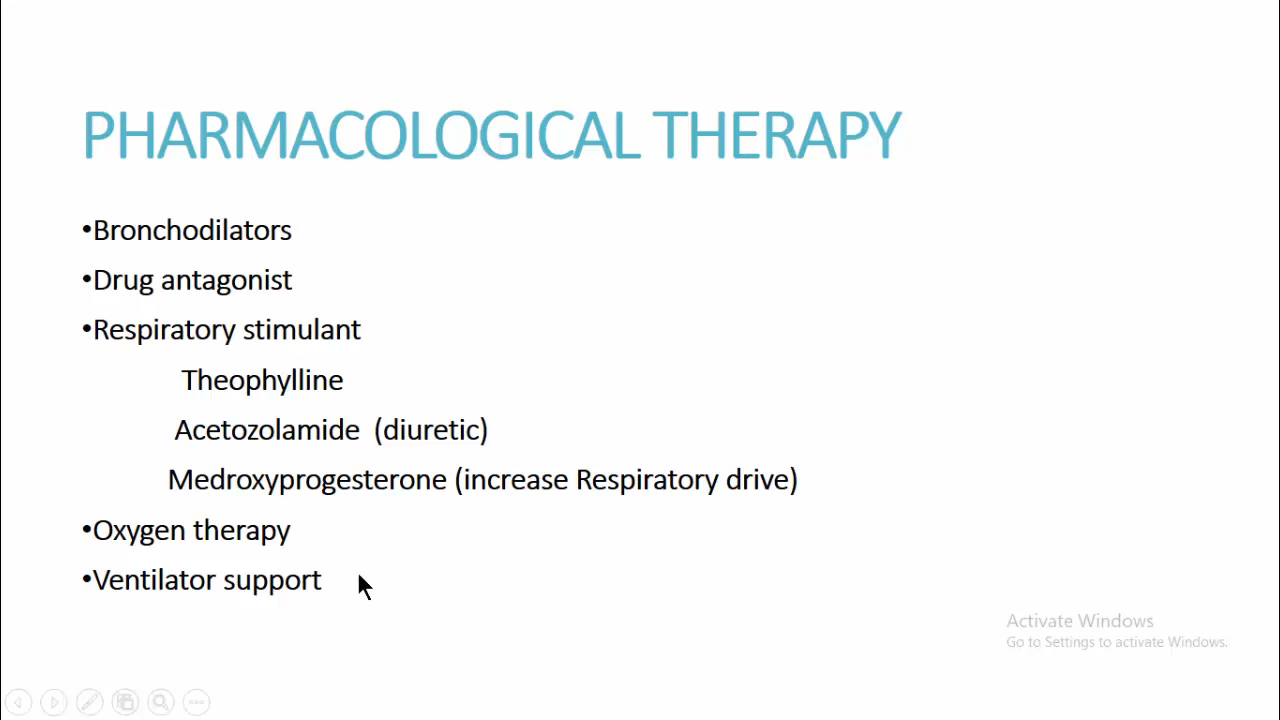 PHARMACOLOGICAL THERAPY
•Bronchodilators
•Drug antagonist
•Respiratory stimulant
Theophylline
Acetozolamide (diuretic)
Medroxyprogesterone (increase Respiratory drive)
•Oxygen therapy
•Ventilator support
Activate Windows
Go to Settings to activate Windows.